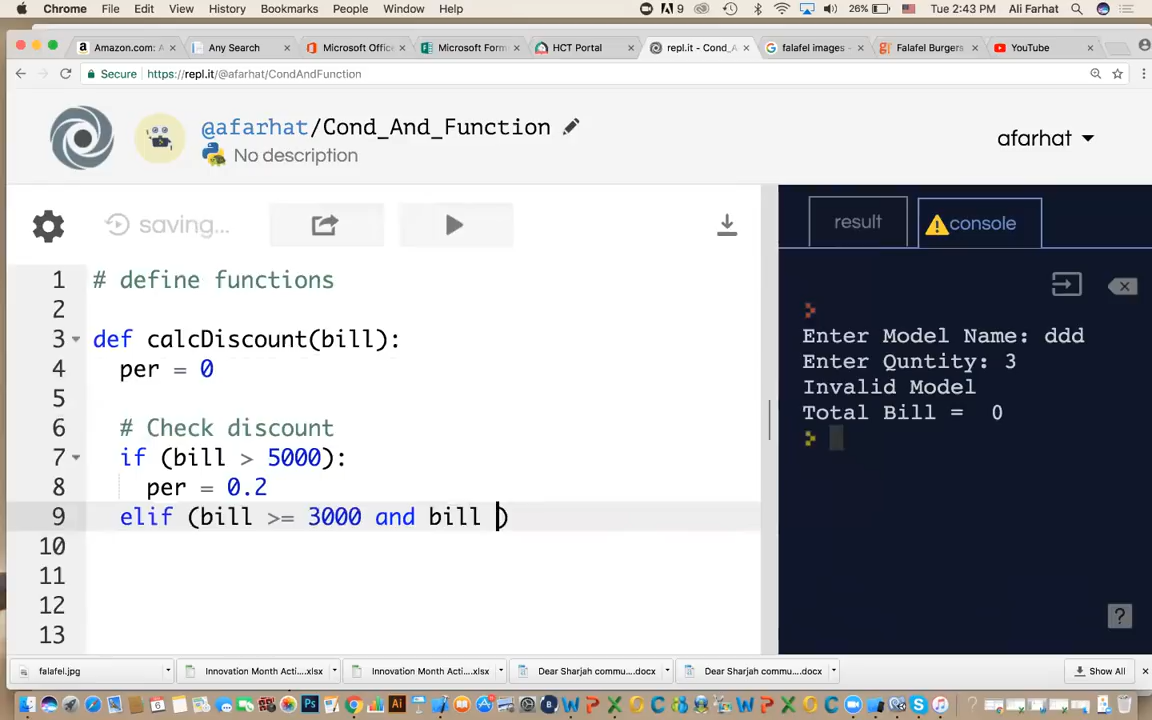 Chrome File Edit View History Bookmarks People Window Help 9 26% Tue 2:43 PM Ali Farhat
Amazon.com: A Any Search Microsoft Offic Microsoft Form HCT Portal repl.it - Cond_A falafel images - Falafel Burgers YouTube
Secure https://repl.it/@afarhat/CondAndFunction
@afarhat/Cond_And_Function
No description
afarhat
saving...
result console
1 # define functions
2
3 def calcDiscount(bill):
4 per = 0
5
6 # Check discount
7 if (bill > 5000):
8 per = 0.2
9 elif (bill >= 3000 and bill )
10
11
12
13
Enter Model Name: ddd
Enter Quntity: 3
Invalid Model
Total Bill = 0
?
falafel.jpg Innovation Month Acti....xlsx Innovation Month Acti....xlsx Dear Sharjah commu....docx Dear Sharjah commu....docx Show All